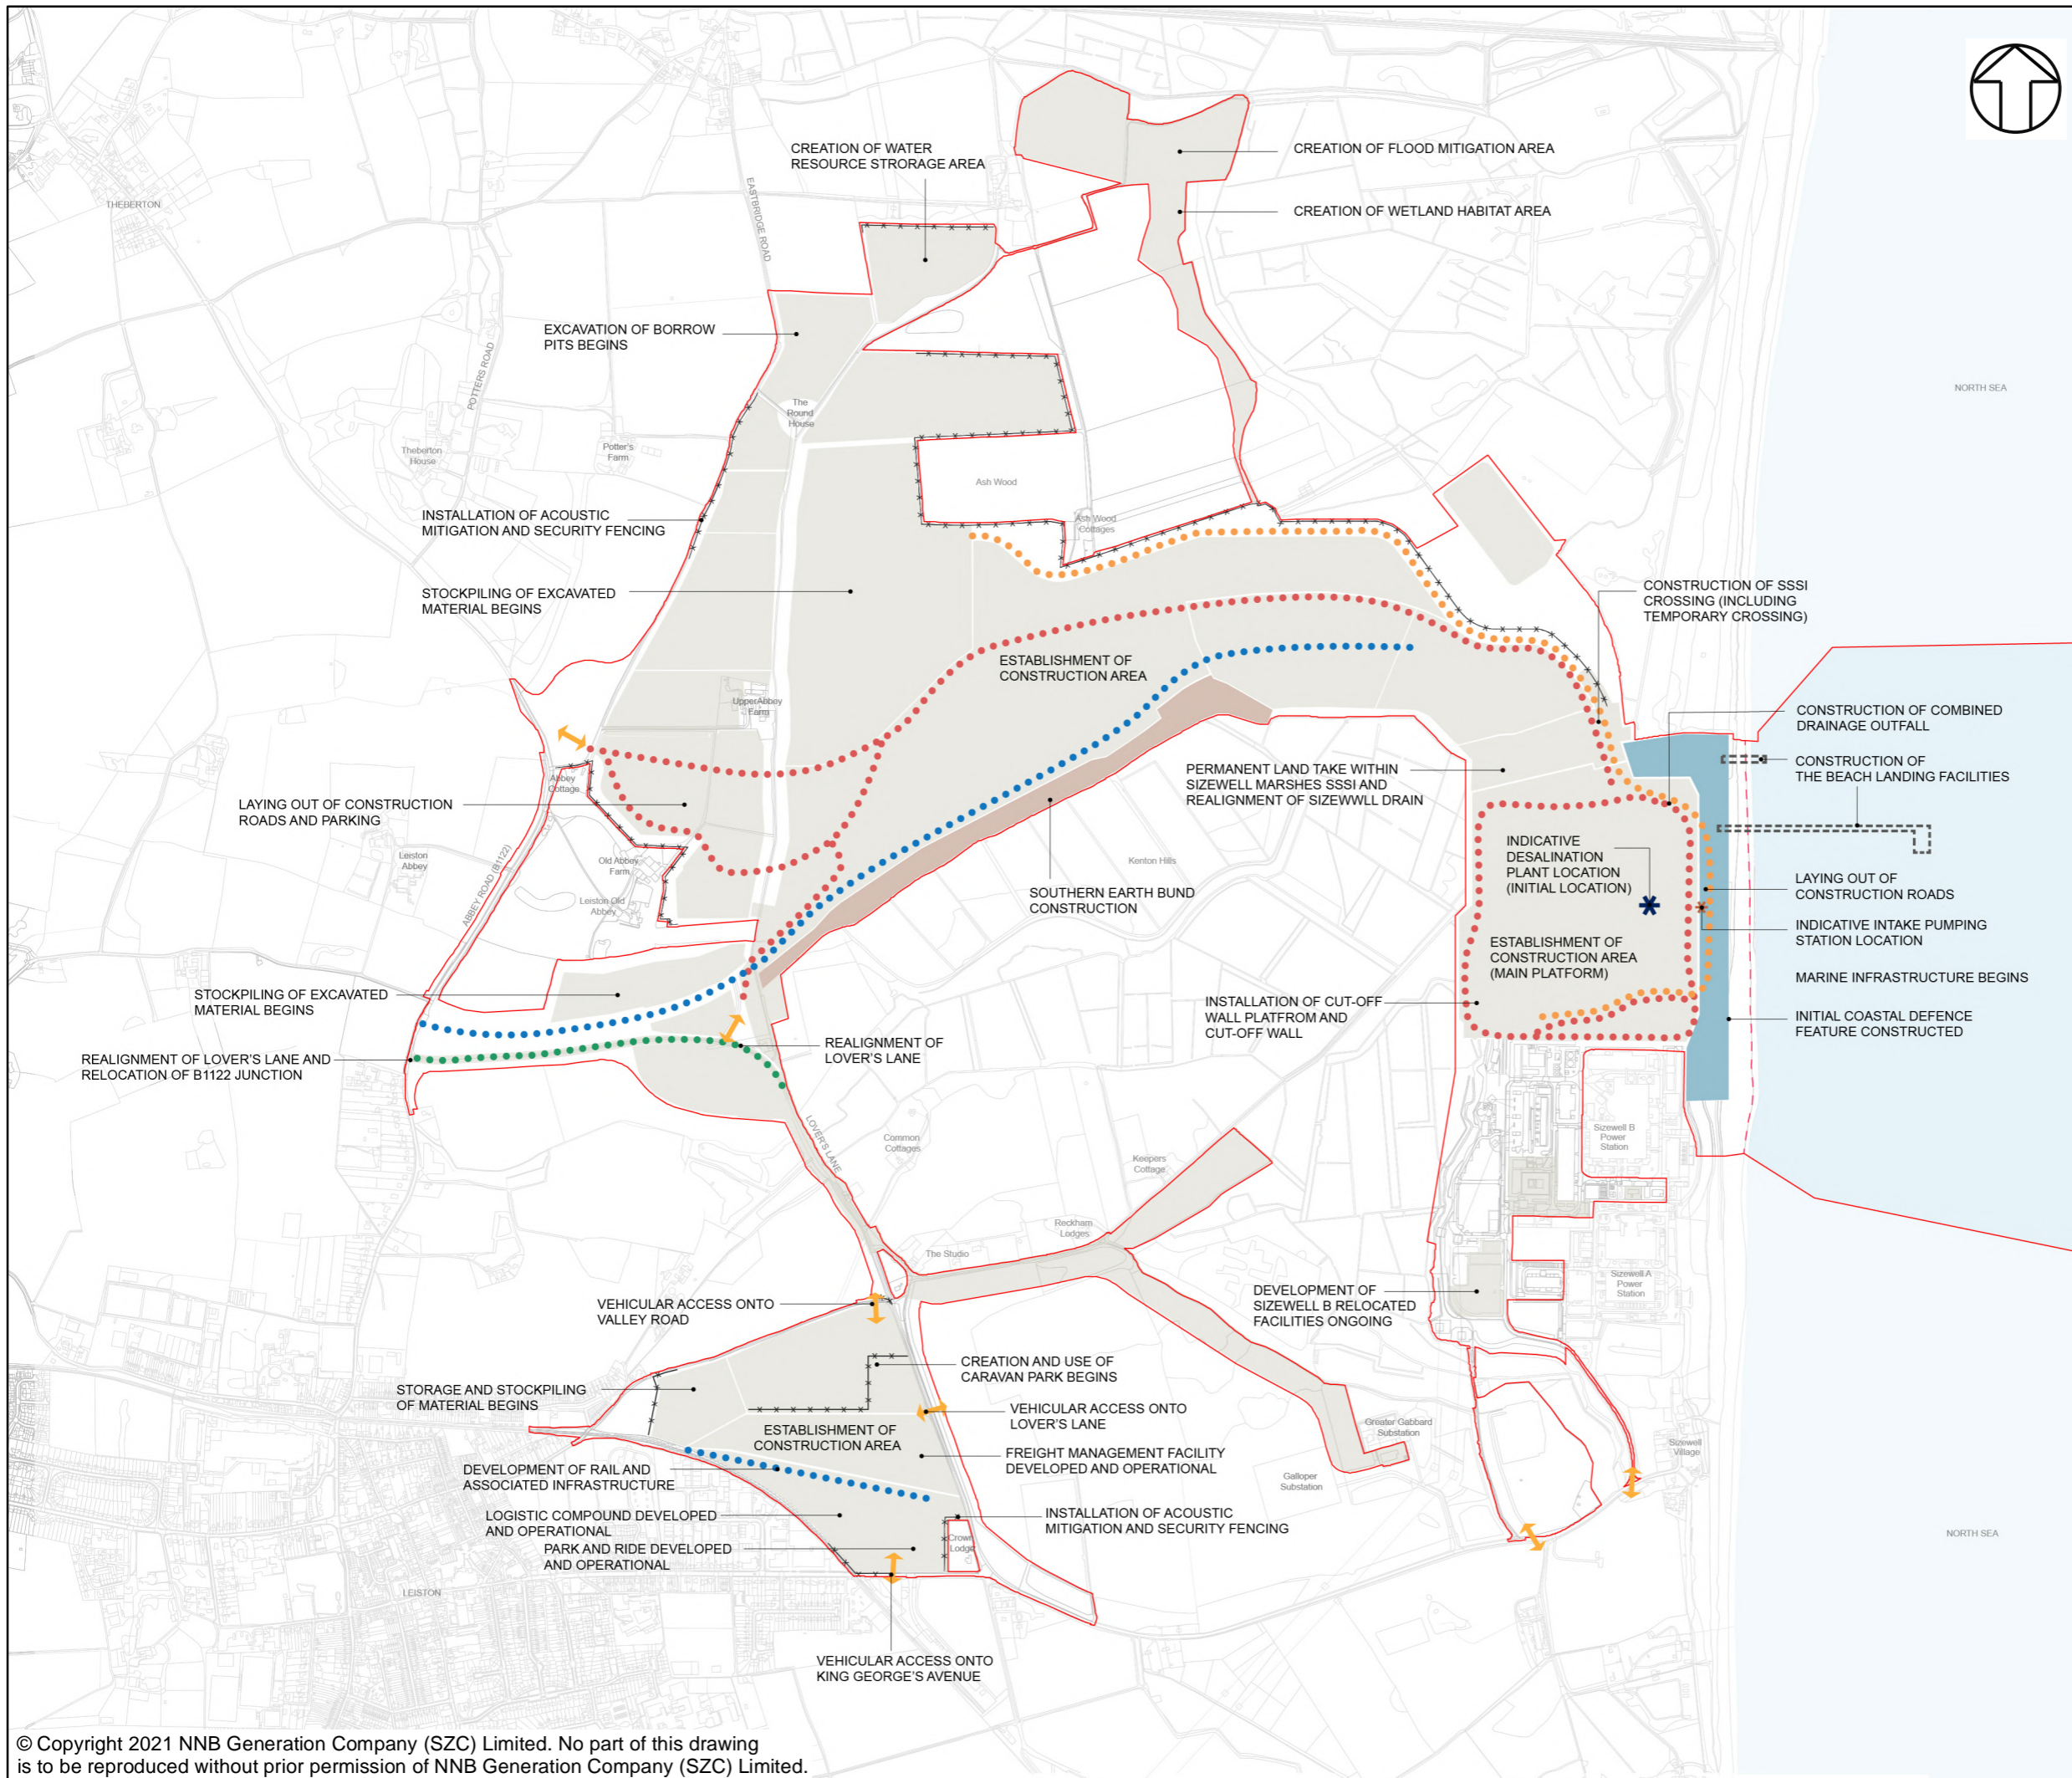 CREATION OF WATER
RESOURCE STRORAGE AREA
CREATION OF FLOOD MITIGATION AREA
CREATION OF WETLAND HABITAT AREA
THEBERTON
EASTBRIDGE ROAD
EXCAVATION OF BORROW
PITS BEGINS
POTTERS ROAD
NORTH SEA
The
Round
House
Theberton
House
Potter's
Farm
Ash Wood
INSTALLATION OF ACOUSTIC
MITIGATION AND SECURITY FENCING
Ash Wood
Cottages
STOCKPILING OF EXCAVATED
MATERIAL BEGINS
CONSTRUCTION OF SSSI
CROSSING (INCLUDING
TEMPORARY CROSSING)
ESTABLISHMENT OF
CONSTRUCTION AREA
Upper Abbey
Farm
CONSTRUCTION OF COMBINED
DRAINAGE OUTFALL
PERMANENT LAND TAKE WITHIN
SIZEWELL MARSHES SSSI AND
REALIGNMENT OF SIZEWWLL DRAIN
CONSTRUCTION OF
THE BEACH LANDING FACILITIES
Abbey
Cottage
LAYING OUT OF CONSTRUCTION
ROADS AND PARKING
Leiston
Abbey
ABBEY ROAD (B1122)
Old Abbey
Farm
Leiston Old
Abbey
Kenton Hills
INDICATIVE
DESALINATION
PLANT LOCATION
(INITIAL LOCATION)
SOUTHERN EARTH BUND
CONSTRUCTION
LAYING OUT OF
CONSTRUCTION ROADS
INDICATIVE INTAKE PUMPING
STATION LOCATION
ESTABLISHMENT OF
CONSTRUCTION AREA
(MAIN PLATFORM)
MARINE INFRASTRUCTURE BEGINS
STOCKPILING OF EXCAVATED
MATERIAL BEGINS
INSTALLATION OF CUT-OFF
WALL PLATFROM AND
CUT-OFF WALL
INITIAL COASTAL DEFENCE
FEATURE CONSTRUCTED
REALIGNMENT OF
LOVER'S LANE
REALIGNMENT OF LOVER'S LANE AND
RELOCATION OF B1122 JUNCTION
LOVER'S LANE
Common
Cottages
Keepers
Cottage
Sizewell B
Power
Station
Reckham
Lodges
The Studio
Sizewell A
Power
Station
VEHICULAR ACCESS ONTO
VALLEY ROAD
DEVELOPMENT OF
SIZEWELL B RELOCATED
FACILITIES ONGOING
CREATION AND USE OF
CARAVAN PARK BEGINS
STORAGE AND STOCKPILING
OF MATERIAL BEGINS
VEHICULAR ACCESS ONTO
LOVER'S LANE
ESTABLISHMENT OF
CONSTRUCTION AREA
Greater Gabbard
Substation
Sizewell
Village
FREIGHT MANAGEMENT FACILITY
DEVELOPED AND OPERATIONAL
DEVELOPMENT OF RAIL AND
ASSOCIATED INFRASTRUCTURE
Galloper
Substation
LOGISTIC COMPOUND DEVELOPED
AND OPERATIONAL
INSTALLATION OF ACOUSTIC
MITIGATION AND SECURITY FENCING
PARK AND RIDE DEVELOPED
AND OPERATIONAL
Crown
Lodge
NORTH SEA
LEISTON
VEHICULAR ACCESS ONTO
KING GEORGE'S AVENUE
© Copyright 2021 NNB Generation Company (SZC) Limited. No part of this drawing
is to be reproduced without prior permission of NNB Generation Company (SZC) Limited.